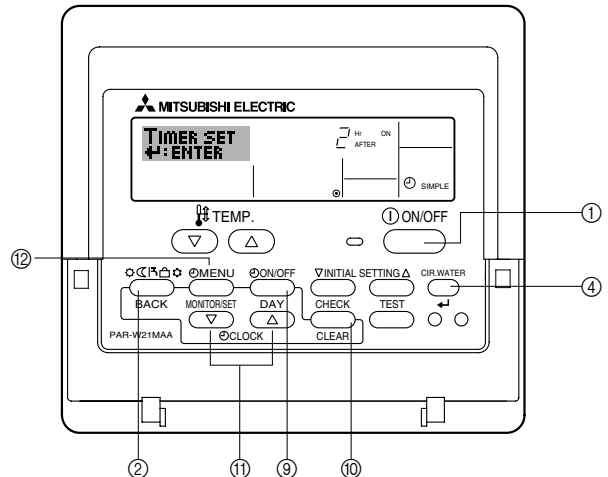 MITSUBISHI ELECTRIC
TIMER SET
↵:ENTER
2 Hr ON
AFTER
SIMPLE
TEMP.
ON/OFF
①
⑫
MENU
ON/OFF
▽INITIAL SETTING△
CIR.WATER
④
BACK
MONITOR/SET
DAY
CHECK
TEST
↵
▽
△
PAR-W21MAA
CLOCK
CLEAR
②
⑪
⑨
⑩